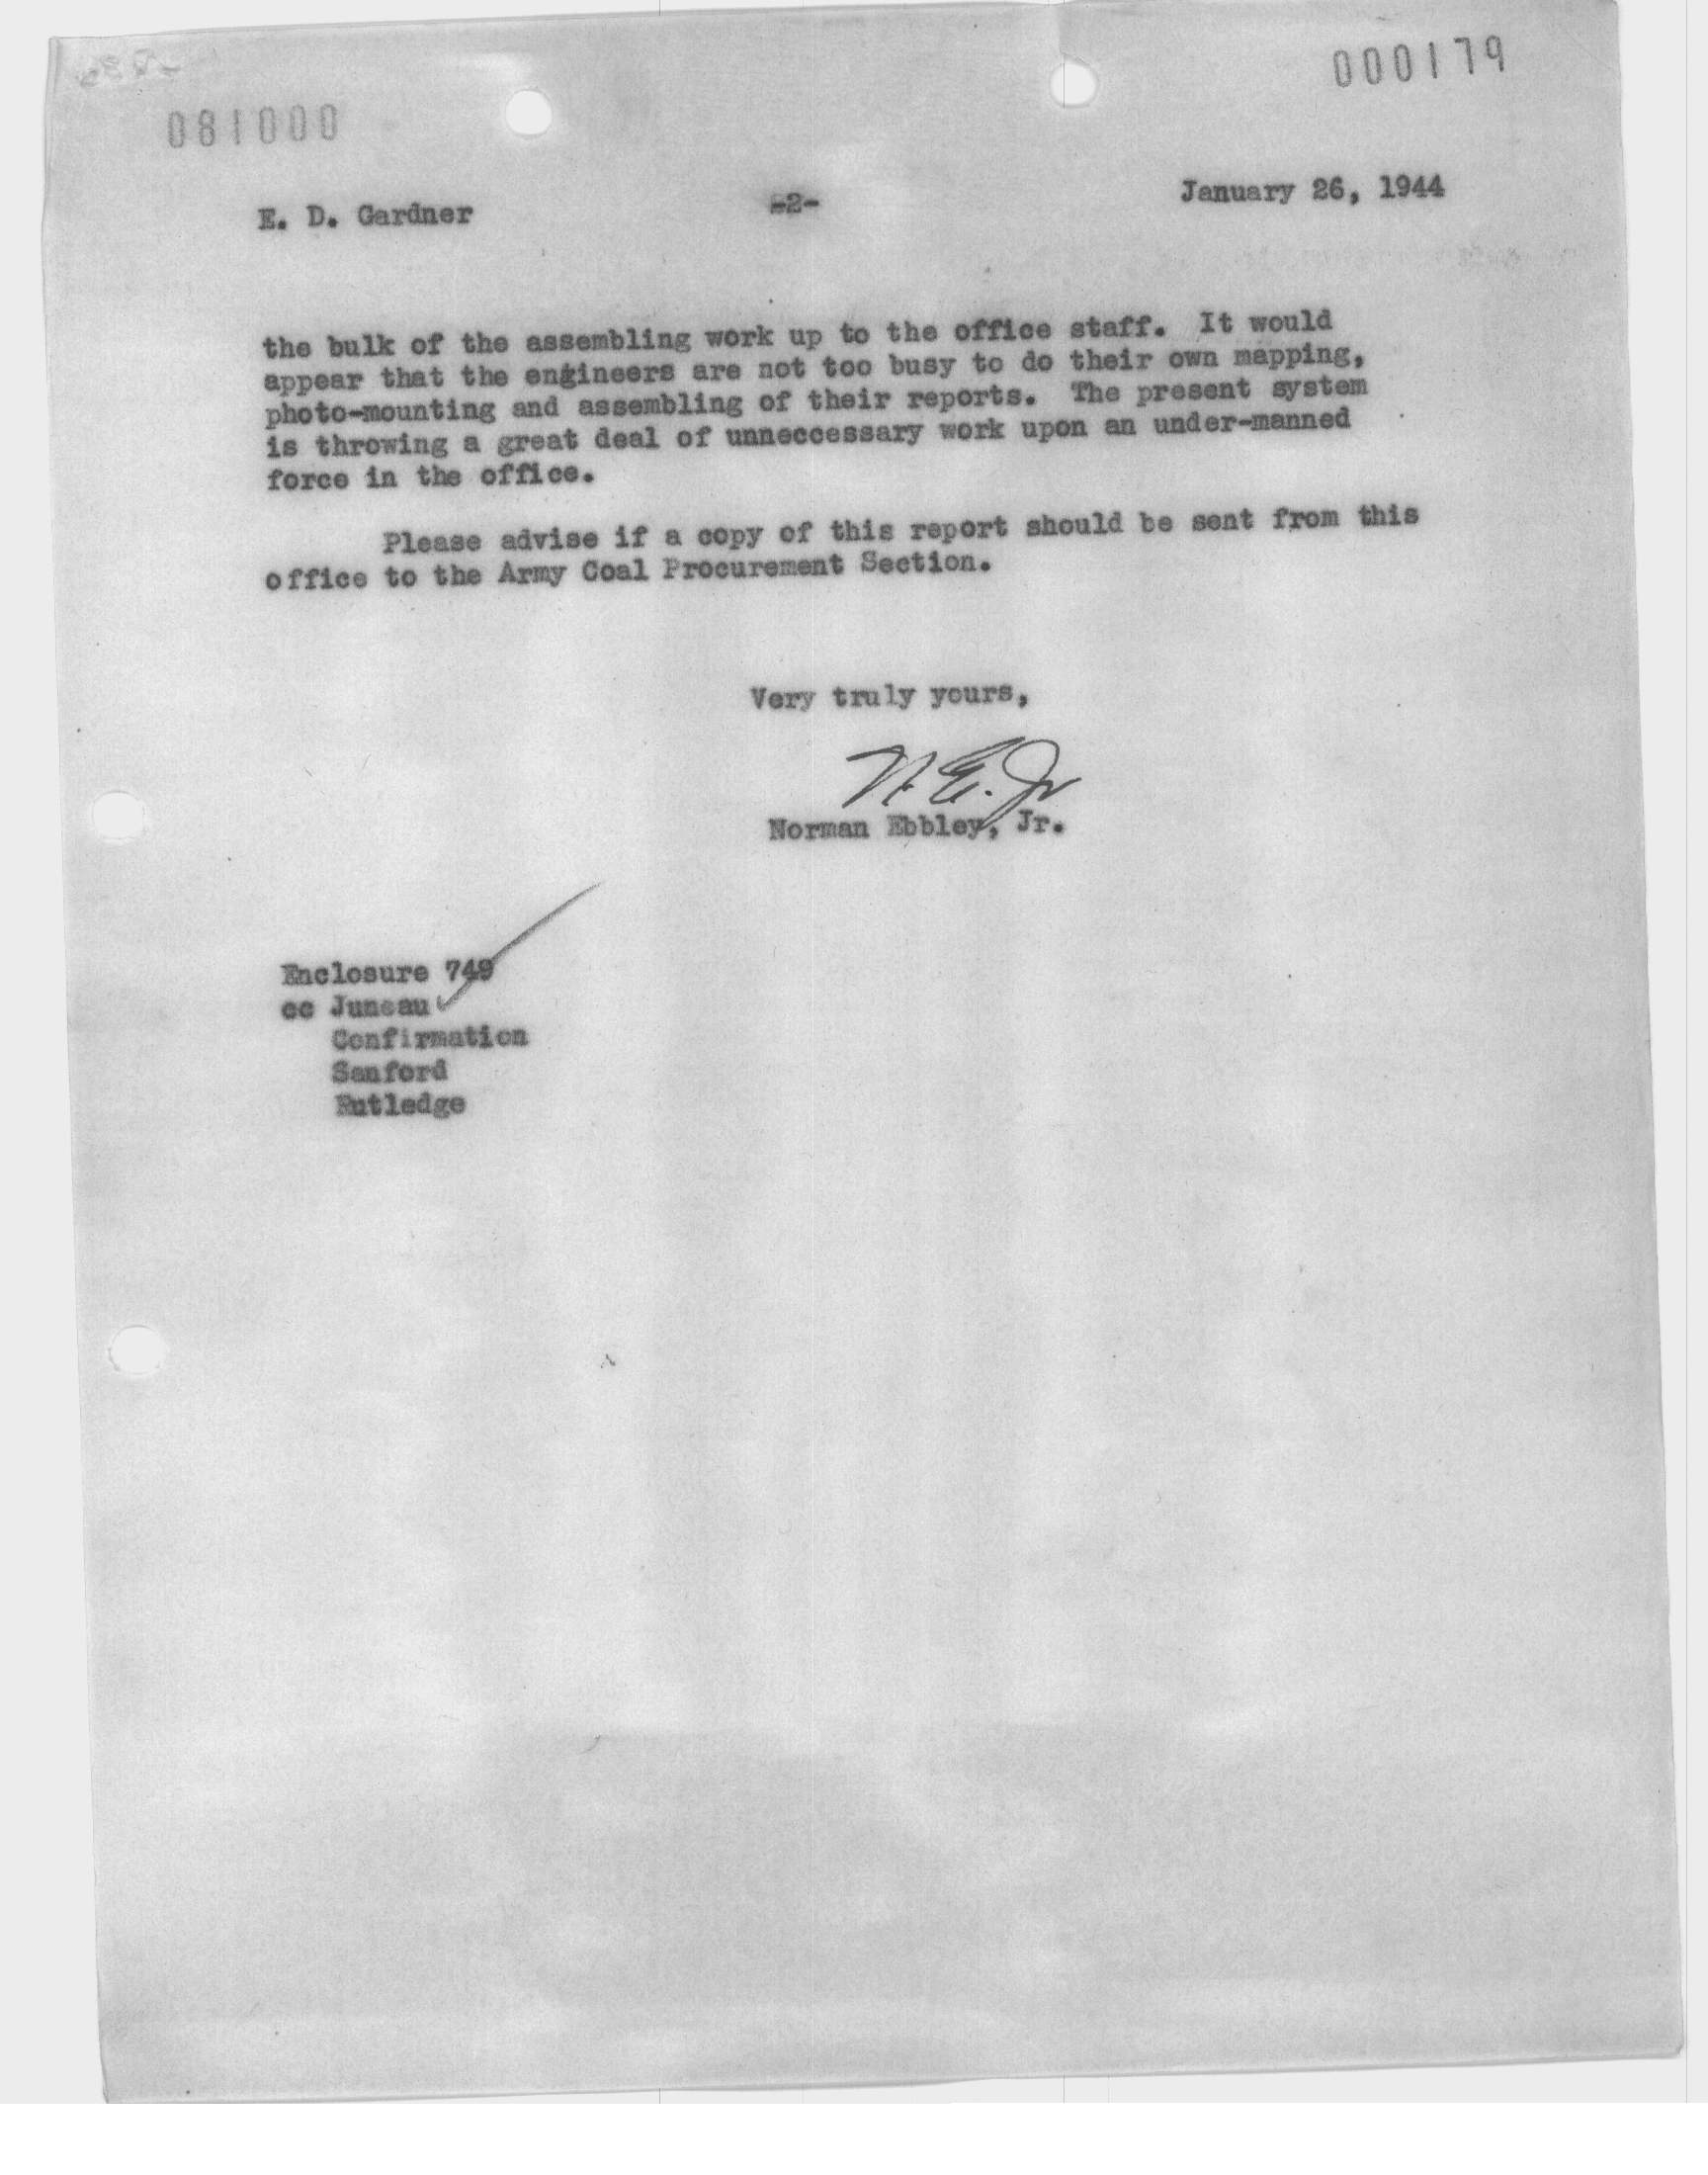 000179
081000
E. D. Gardner -2- January 26, 1944
the bulk of the assembling work up to the office staff. It would
appear that the engineers are not too busy to do their own mapping,
photo-mounting and assembling of their reports. The present system
is throwing a great deal of unneccessary work upon an under-manned
force in the office.
Please advise if a copy of this report should be sent from this
office to the Army Coal Procurement Section.
Very truly yours,
N. E. Jr
Norman Ebbley, Jr.
Enclosure 749
cc Juneau
Confirmation
Sanford
Rutledge